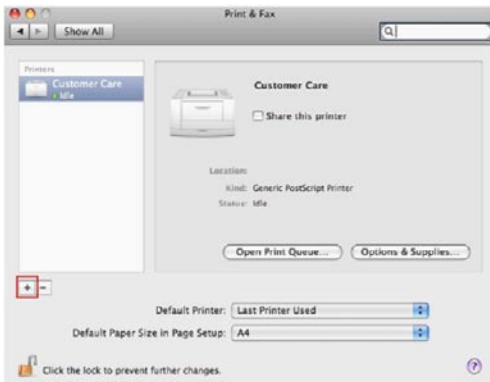 Print & Fax
Show All
Printers
Customer Care
Idle
Customer Care
Share this printer
Location:
Kind: Generic PostScript Printer
Status: Idle
Open Print Queue... Options & Supplies...
+ −
Default Printer: Last Printer Used
Default Paper Size in Page Setup: A4
Click the lock to prevent further changes.
?